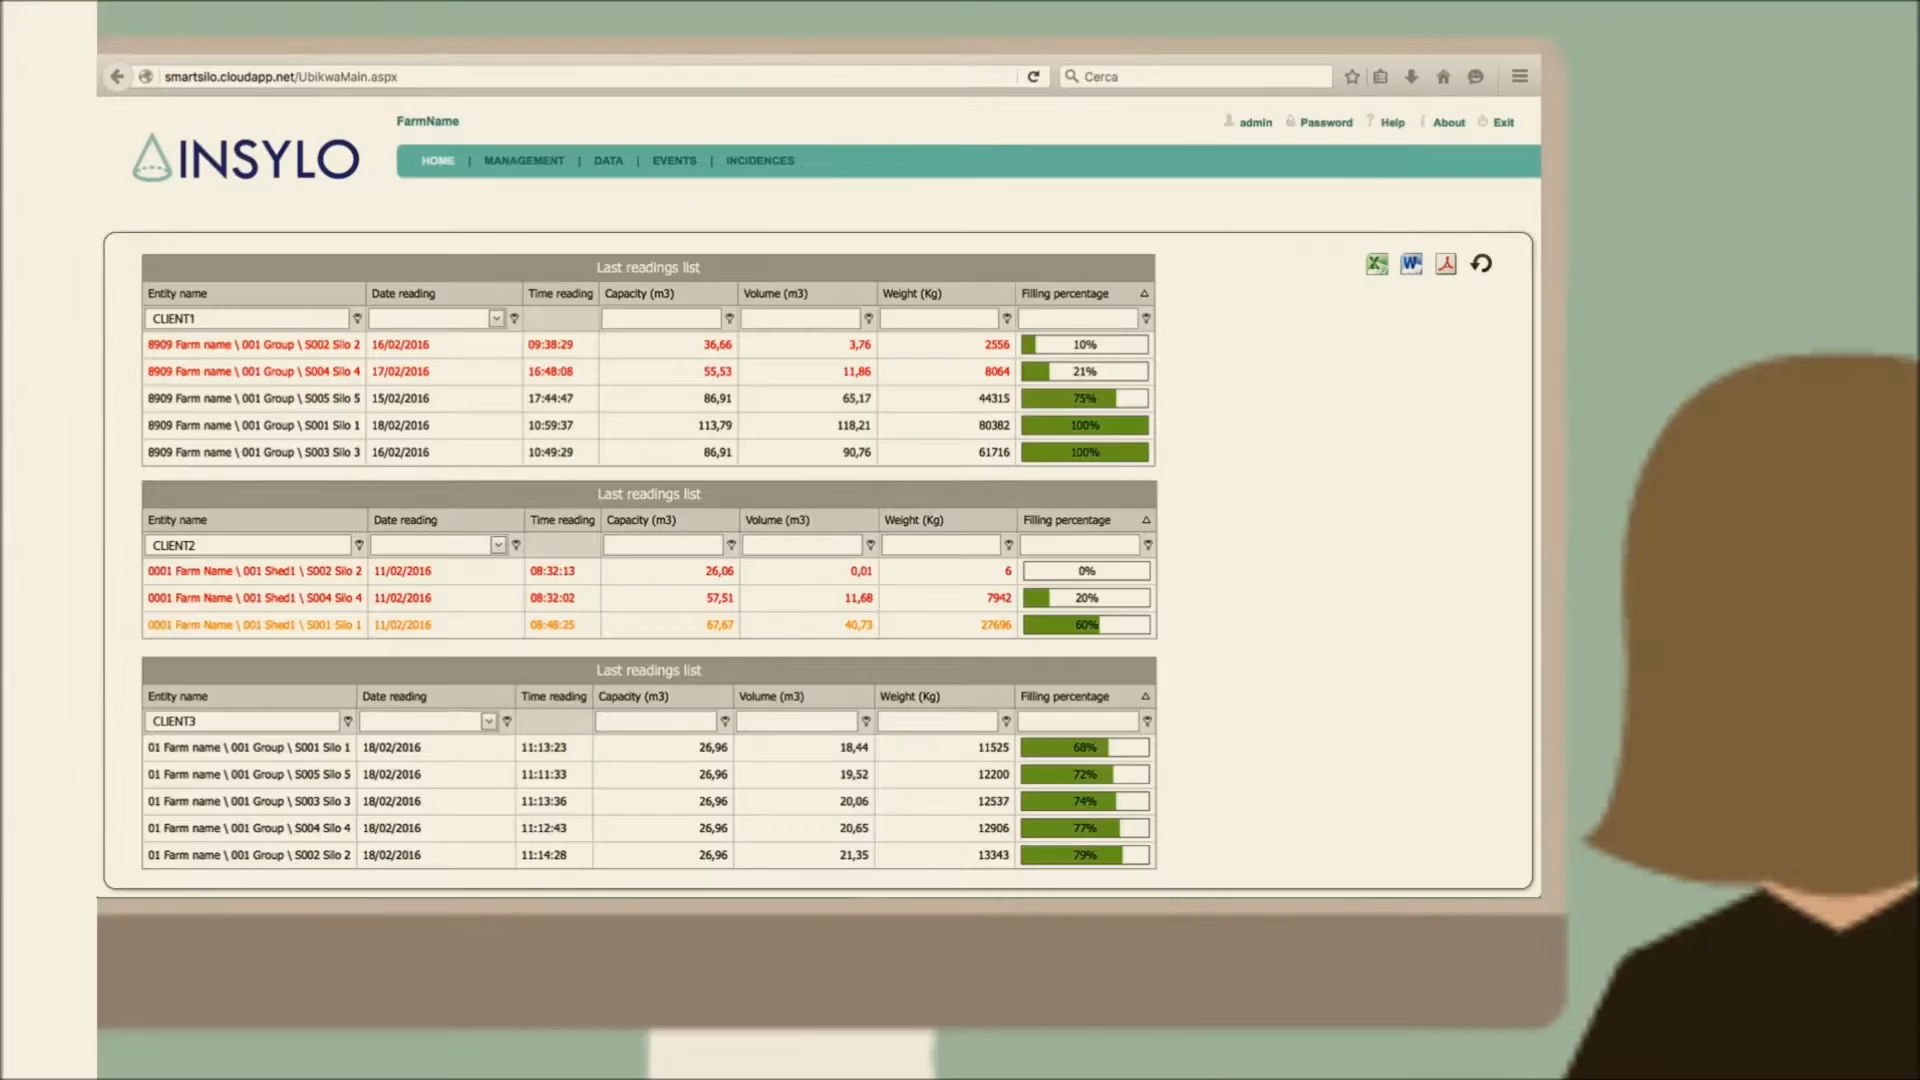 smartsilo.cloudapp.net/UbikwaMain.aspx Cerca
FarmName admin Password ? Help i About Exit
INSYLO
HOME | MANAGEMENT | DATA | EVENTS | INCIDENCES
Last readings list
Entity name Date reading Time reading Capacity (m3) Volume (m3) Weight (Kg) Filling percentage
CLIENT1
8909 Farm name \ 001 Group \ S002 Silo 2 16/02/2016 09:38:29 36,66 3,76 2556 10%
8909 Farm name \ 001 Group \ S004 Silo 4 17/02/2016 16:48:08 55,53 11,86 8064 21%
8909 Farm name \ 001 Group \ S005 Silo 5 15/02/2016 17:44:47 86,91 65,17 44315 75%
8909 Farm name \ 001 Group \ S001 Silo 1 18/02/2016 10:59:37 113,79 118,21 80382 100%
8909 Farm name \ 001 Group \ S003 Silo 3 16/02/2016 10:49:29 86,91 90,76 61716 100%
Last readings list
Entity name Date reading Time reading Capacity (m3) Volume (m3) Weight (Kg) Filling percentage
CLIENT2
0001 Farm Name \ 001 Shed1 \ S002 Silo 2 11/02/2016 08:32:13 26,06 0,01 6 0%
0001 Farm Name \ 001 Shed1 \ S004 Silo 4 11/02/2016 08:32:02 57,51 11,68 7942 20%
0001 Farm Name \ 001 Shed1 \ S001 Silo 1 11/02/2016 08:48:25 67,67 40,73 27696 60%
Last readings list
Entity name Date reading Time reading Capacity (m3) Volume (m3) Weight (Kg) Filling percentage
CLIENT3
01 Farm name \ 001 Group \ S001 Silo 1 18/02/2016 11:13:23 26,96 18,44 11525 68%
01 Farm name \ 001 Group \ S005 Silo 5 18/02/2016 11:11:33 26,96 19,52 12200 72%
01 Farm name \ 001 Group \ S003 Silo 3 18/02/2016 11:13:36 26,96 20,06 12537 74%
01 Farm name \ 001 Group \ S004 Silo 4 18/02/2016 11:12:43 26,96 20,65 12906 77%
01 Farm name \ 001 Group \ S002 Silo 2 18/02/2016 11:14:28 26,96 21,35 13343 79%